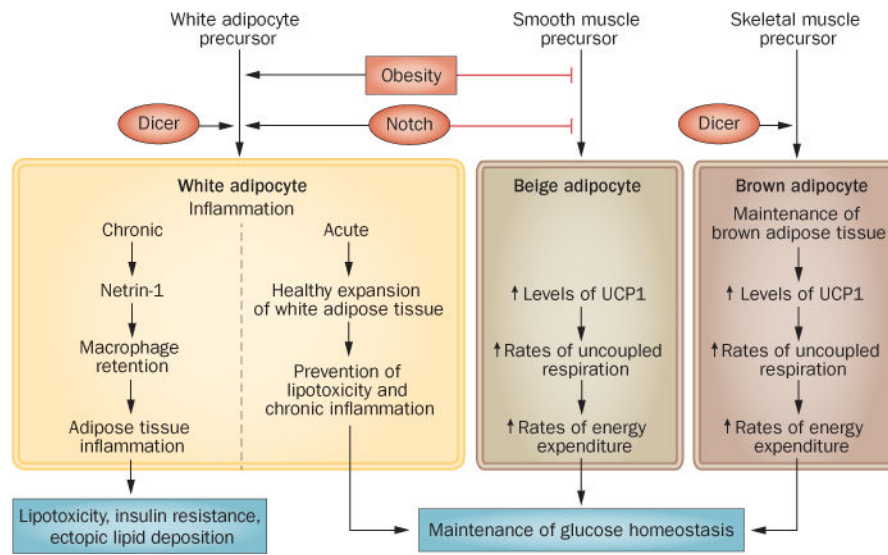 White adipocyte
precursor
Smooth muscle
precursor
Skeletal muscle
precursor
Obesity
Dicer
Notch
Dicer
White adipocyte
Inflammation
Chronic
Netrin-1
Macrophage
retention
Adipose tissue
inflammation
Acute
Healthy expansion
of white adipose tissue
Prevention of
lipotoxicity and
chronic inflammation
Beige adipocyte
↑ Levels of UCP1
↑ Rates of uncoupled
respiration
↑ Rates of energy
expenditure
Brown adipocyte
Maintenance of
brown adipose tissue
↑ Levels of UCP1
↑ Rates of uncoupled
respiration
↑ Rates of energy
expenditure
Lipotoxicity, insulin resistance,
ectopic lipid deposition
Maintenance of glucose homeostasis